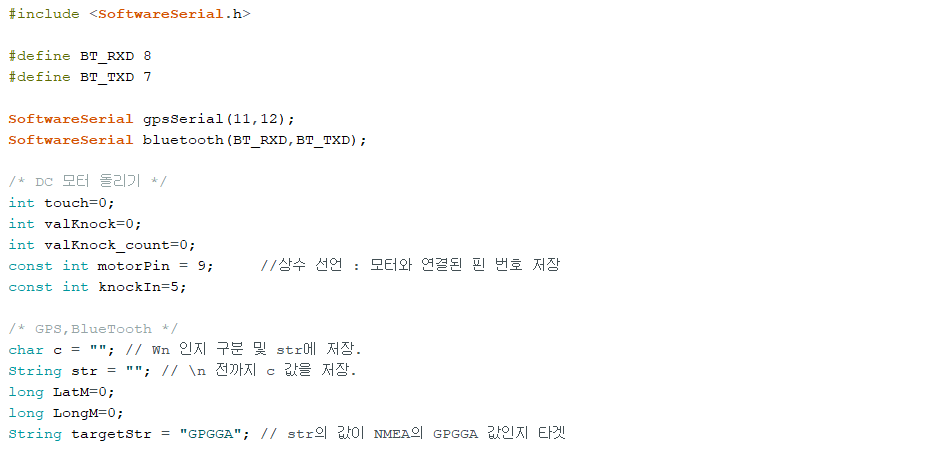 #include <SoftwareSerial.h>
#define BT_RXD 8
#define BT_TXD 7
SoftwareSerial gpsSerial(11,12);
SoftwareSerial bluetooth(BT_RXD,BT_TXD);
/* DC 모터 돌리기 */
int touch=0;
int valKnock=0;
int valKnock_count=0;
const int motorPin = 9;     //상수 선언 : 모터와 연결된 핀 번호 저장
const int knockIn=5;
/* GPS,BlueTooth */
char c = ""; // Wn 인지 구분 및 str에 저장.
String str = ""; // \n 전까지 c 값을 저장.
long LatM=0;
long LongM=0;
String targetStr = "GPGGA"; // str의 값이 NMEA의 GPGGA 값인지 타겟